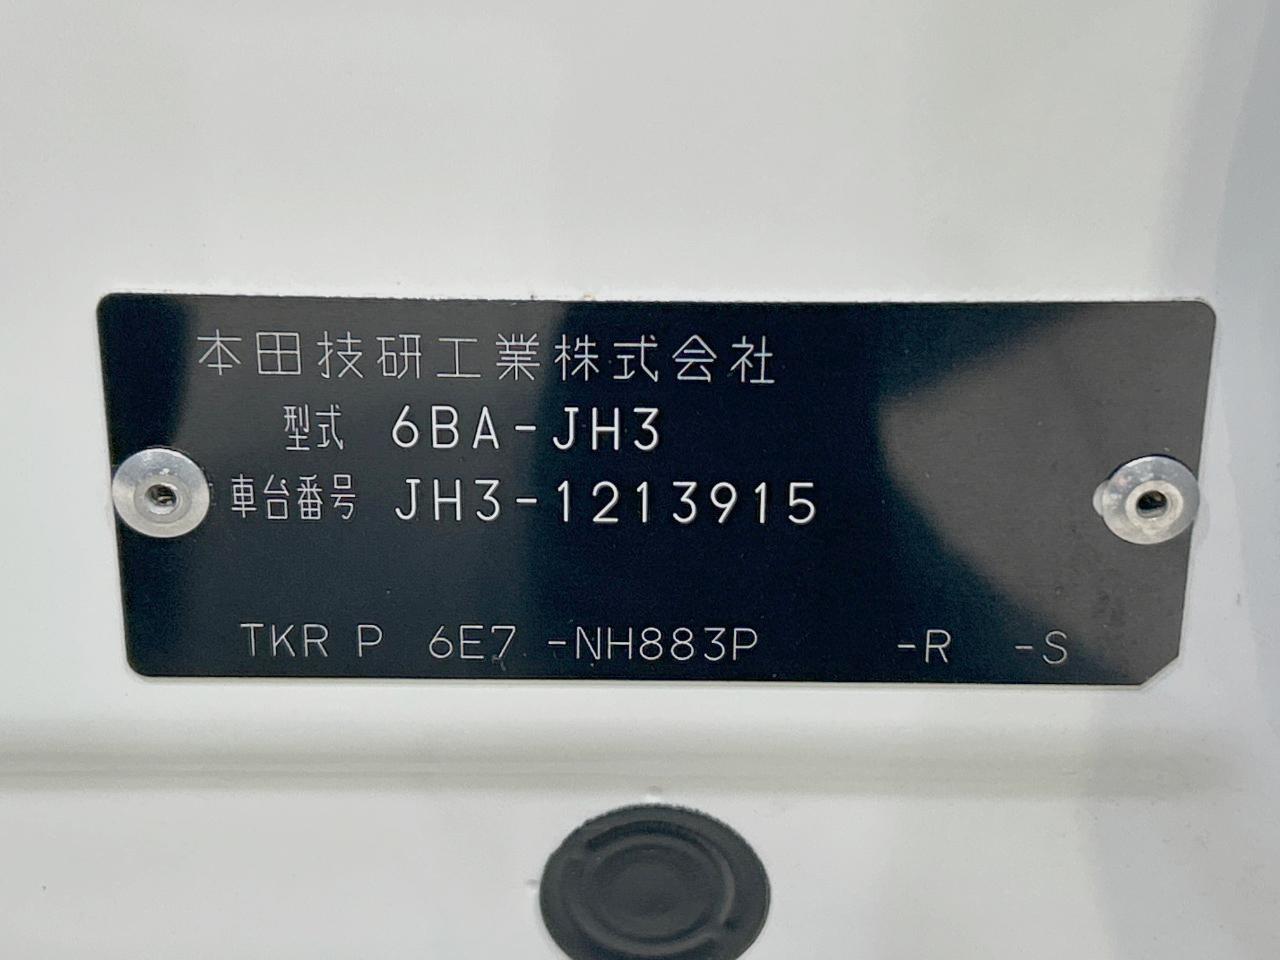 本田技研工業株式会社
型式 6BA-JH3
車台番号 JH3-1213915
TKR P 6E7 -NH883P -R -S